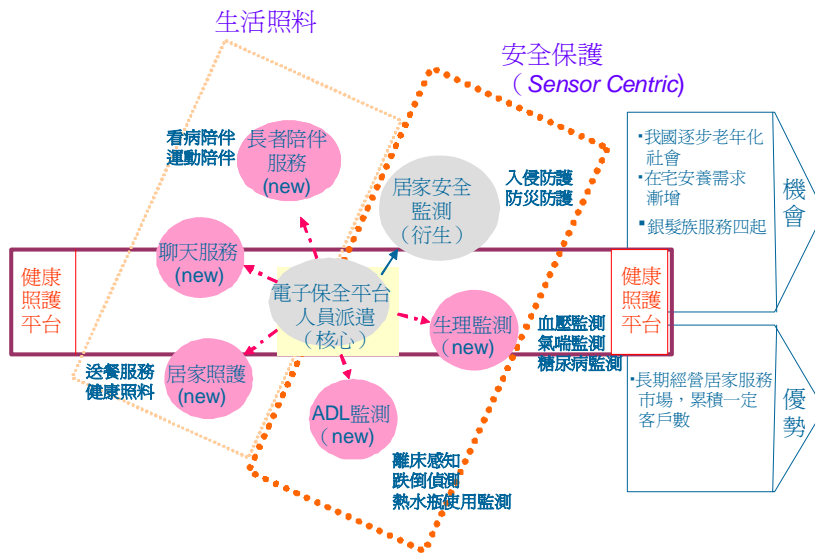 生活照料
安全保護
（ Sensor Centric)
看病陪伴
運動陪伴
長者陪伴
服務
(new)
居家安全
監測
（衍生）
入侵防護
防災防護
▪我國逐步老年化
社會
▪在宅安養需求
漸增
▪銀髮族服務四起
機會
健康
照護
平台
聊天服務
(new)
電子保全平台
人員派遣
（核心）
生理監測
（new）
血壓監測
氣喘監測
糖尿病監測
健康
照護
平台
送餐服務
健康照料
居家照護
(new)
ADL監測
（new）
離床感知
跌倒偵測
熱水瓶使用監測
▪長期經營居家服務
市場，累積一定
客戶數
優勢